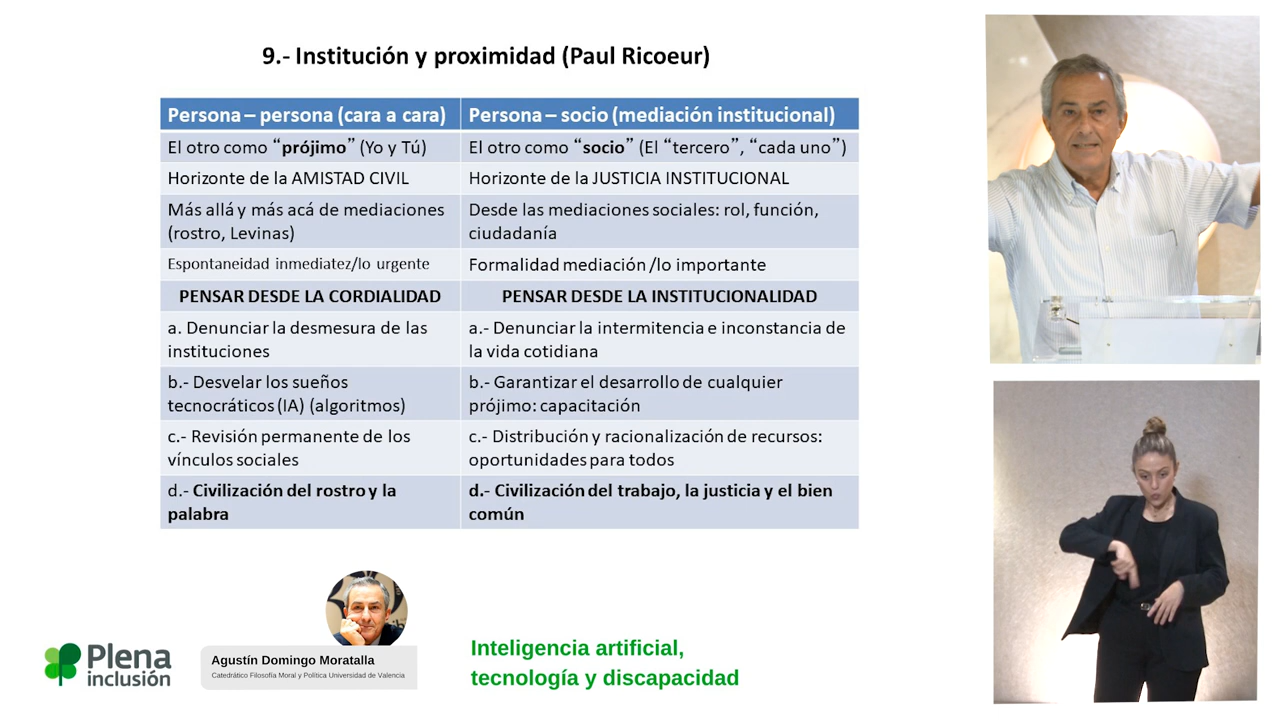 9.- Institución y proximidad (Paul Ricoeur)
Persona – persona (cara a cara)
Persona – socio (mediación institucional)
El otro como “prójimo” (Yo y Tú)
El otro como “socio” (El “tercero”, “cada uno”)
Horizonte de la AMISTAD CIVIL
Horizonte de la JUSTICIA INSTITUCIONAL
Más allá y más acá de mediaciones
(rostro, Levinas)
Desde las mediaciones sociales: rol, función,
ciudadanía
Espontaneidad inmediatez/lo urgente
Formalidad mediación /lo importante
PENSAR DESDE LA CORDIALIDAD
PENSAR DESDE LA INSTITUCIONALIDAD
a. Denunciar la desmesura de las
instituciones
a.- Denunciar la intermitencia e inconstancia de
la vida cotidiana
b.- Desvelar los sueños
tecnocráticos (IA) (algoritmos)
b.- Garantizar el desarrollo de cualquier
prójimo: capacitación
c.- Revisión permanente de los
vínculos sociales
c.- Distribución y racionalización de recursos:
oportunidades para todos
d.- Civilización del rostro y la
palabra
d.- Civilización del trabajo, la justicia y el bien
común
Plena
inclusión
Agustín Domingo Moratalla
Catedrático Filosofía Moral y Política Universidad de Valencia
Inteligencia artificial,
tecnología y discapacidad